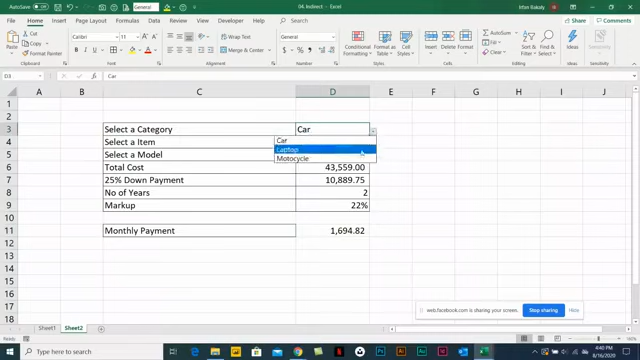 AutoSave Off
04. Indirect - Excel
Irfan Bakaly
File Home Insert Draw Page Layout Formulas Data Review View Developer Help
Search
Share Comments
Paste
Cut
Copy
Format Painter
Clipboard
Calibri 11
Font
Wrap Text
Merge & Center
Alignment
General
Number
Conditional Formatting
Format as Table
Cell Styles
Styles
Insert Delete Format
Cells
AutoSum
Fill
Clear
Sort & Filter
Find & Select
Editing
Ideas
Sensitivity
D3
Car
A B C D E F G H I J
1
2
3 Select a Category Car
4 Select a Item
5 Select a Model
Car
Laptop
Motocycle
6 Total Cost 43,559.00
7 25% Down Payment 10,889.75
8 No of Years 2
9 Markup 22%
10
11 Monthly Payment 1,694.82
12
13
14
15
16
17
18
web.facebook.com is sharing your screen. Stop sharing Hide
Sheet1 Sheet2
Type here to search
4:40 PM
8/16/2020